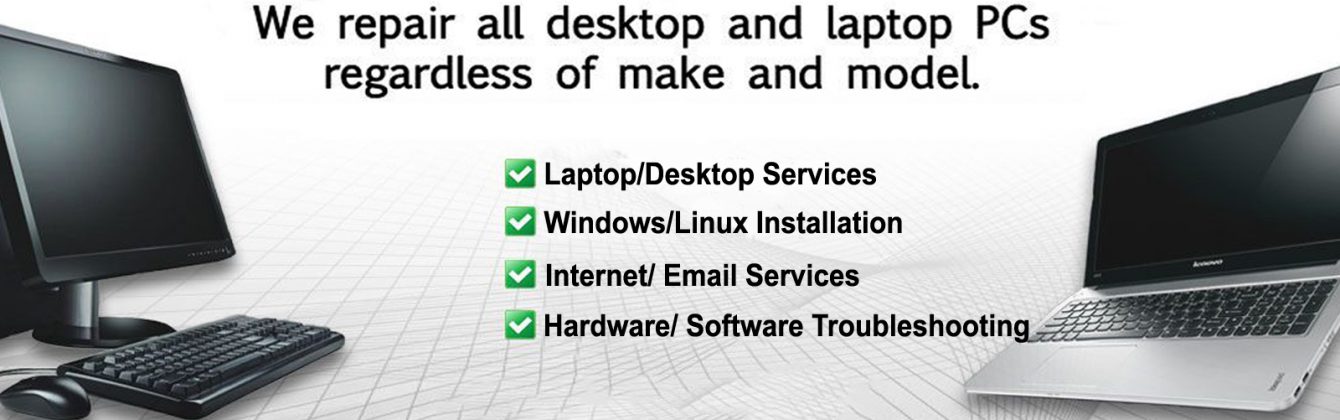 We repair all desktop and laptop PCs
regardless of make and model.
Laptop/Desktop Services
Windows/Linux Installation
Internet/ Email Services
Hardware/ Software Troubleshooting
lenovo